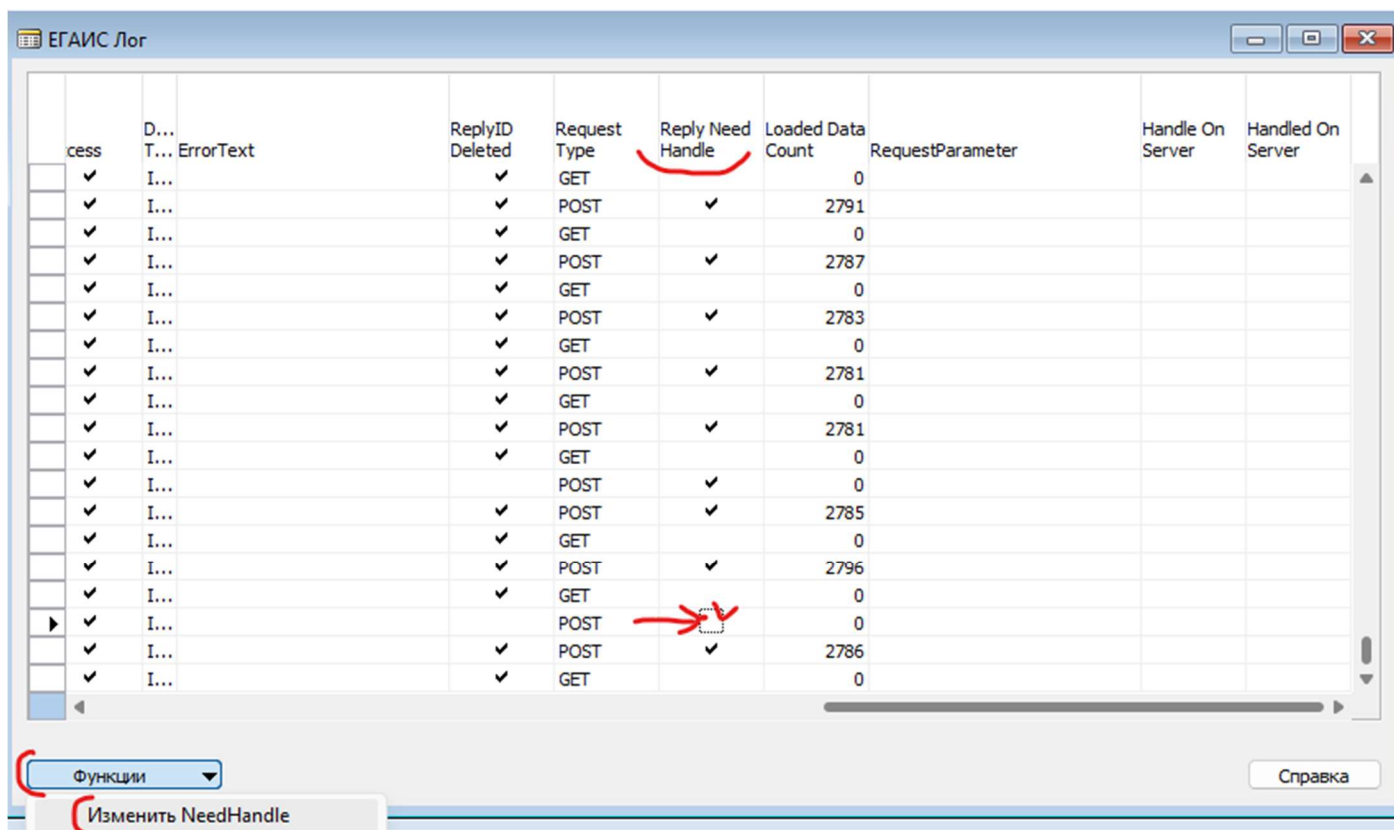 ЕГАИС Лог
cess D... T... ErrorText ReplyID Deleted Request Type Reply Need Handle Loaded Data Count RequestParameter Handle On Server Handled On Server
✔ I... ✔ GET 0
✔ I... ✔ POST ✔ 2791
✔ I... ✔ GET 0
✔ I... ✔ POST ✔ 2787
✔ I... ✔ GET 0
✔ I... ✔ POST ✔ 2783
✔ I... ✔ GET 0
✔ I... ✔ POST ✔ 2781
✔ I... ✔ GET 0
✔ I... ✔ POST ✔ 2781
✔ I... ✔ GET 0
✔ I... POST ✔ 0
✔ I... ✔ POST ✔ 2785
✔ I... ✔ GET 0
✔ I... ✔ POST ✔ 2796
✔ I... ✔ GET 0
✔ I... POST 0
✔ I... ✔ POST ✔ 2786
✔ I... ✔ GET 0
Функции Справка
Изменить NeedHandle